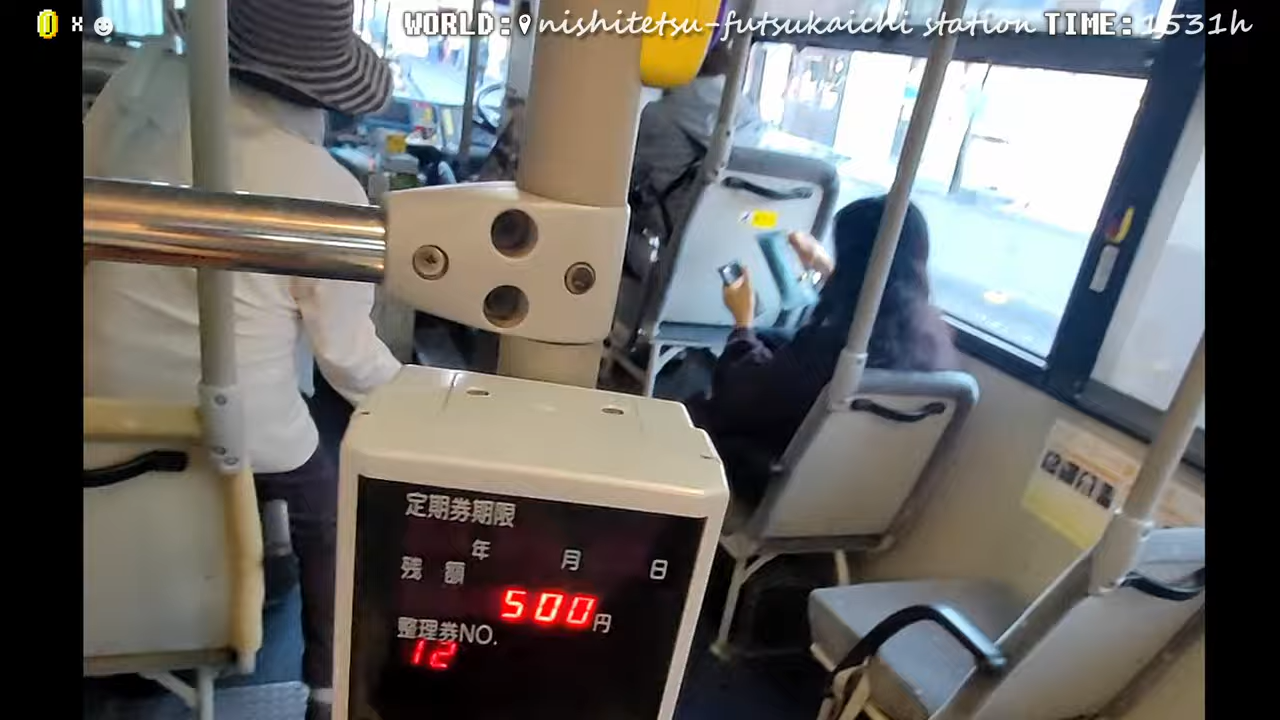 x☻ WORLD: nishitetsu-futsukaichi station TIME: 1531h
定期券期限
年 月 日
残額
500円
整理券NO.
12